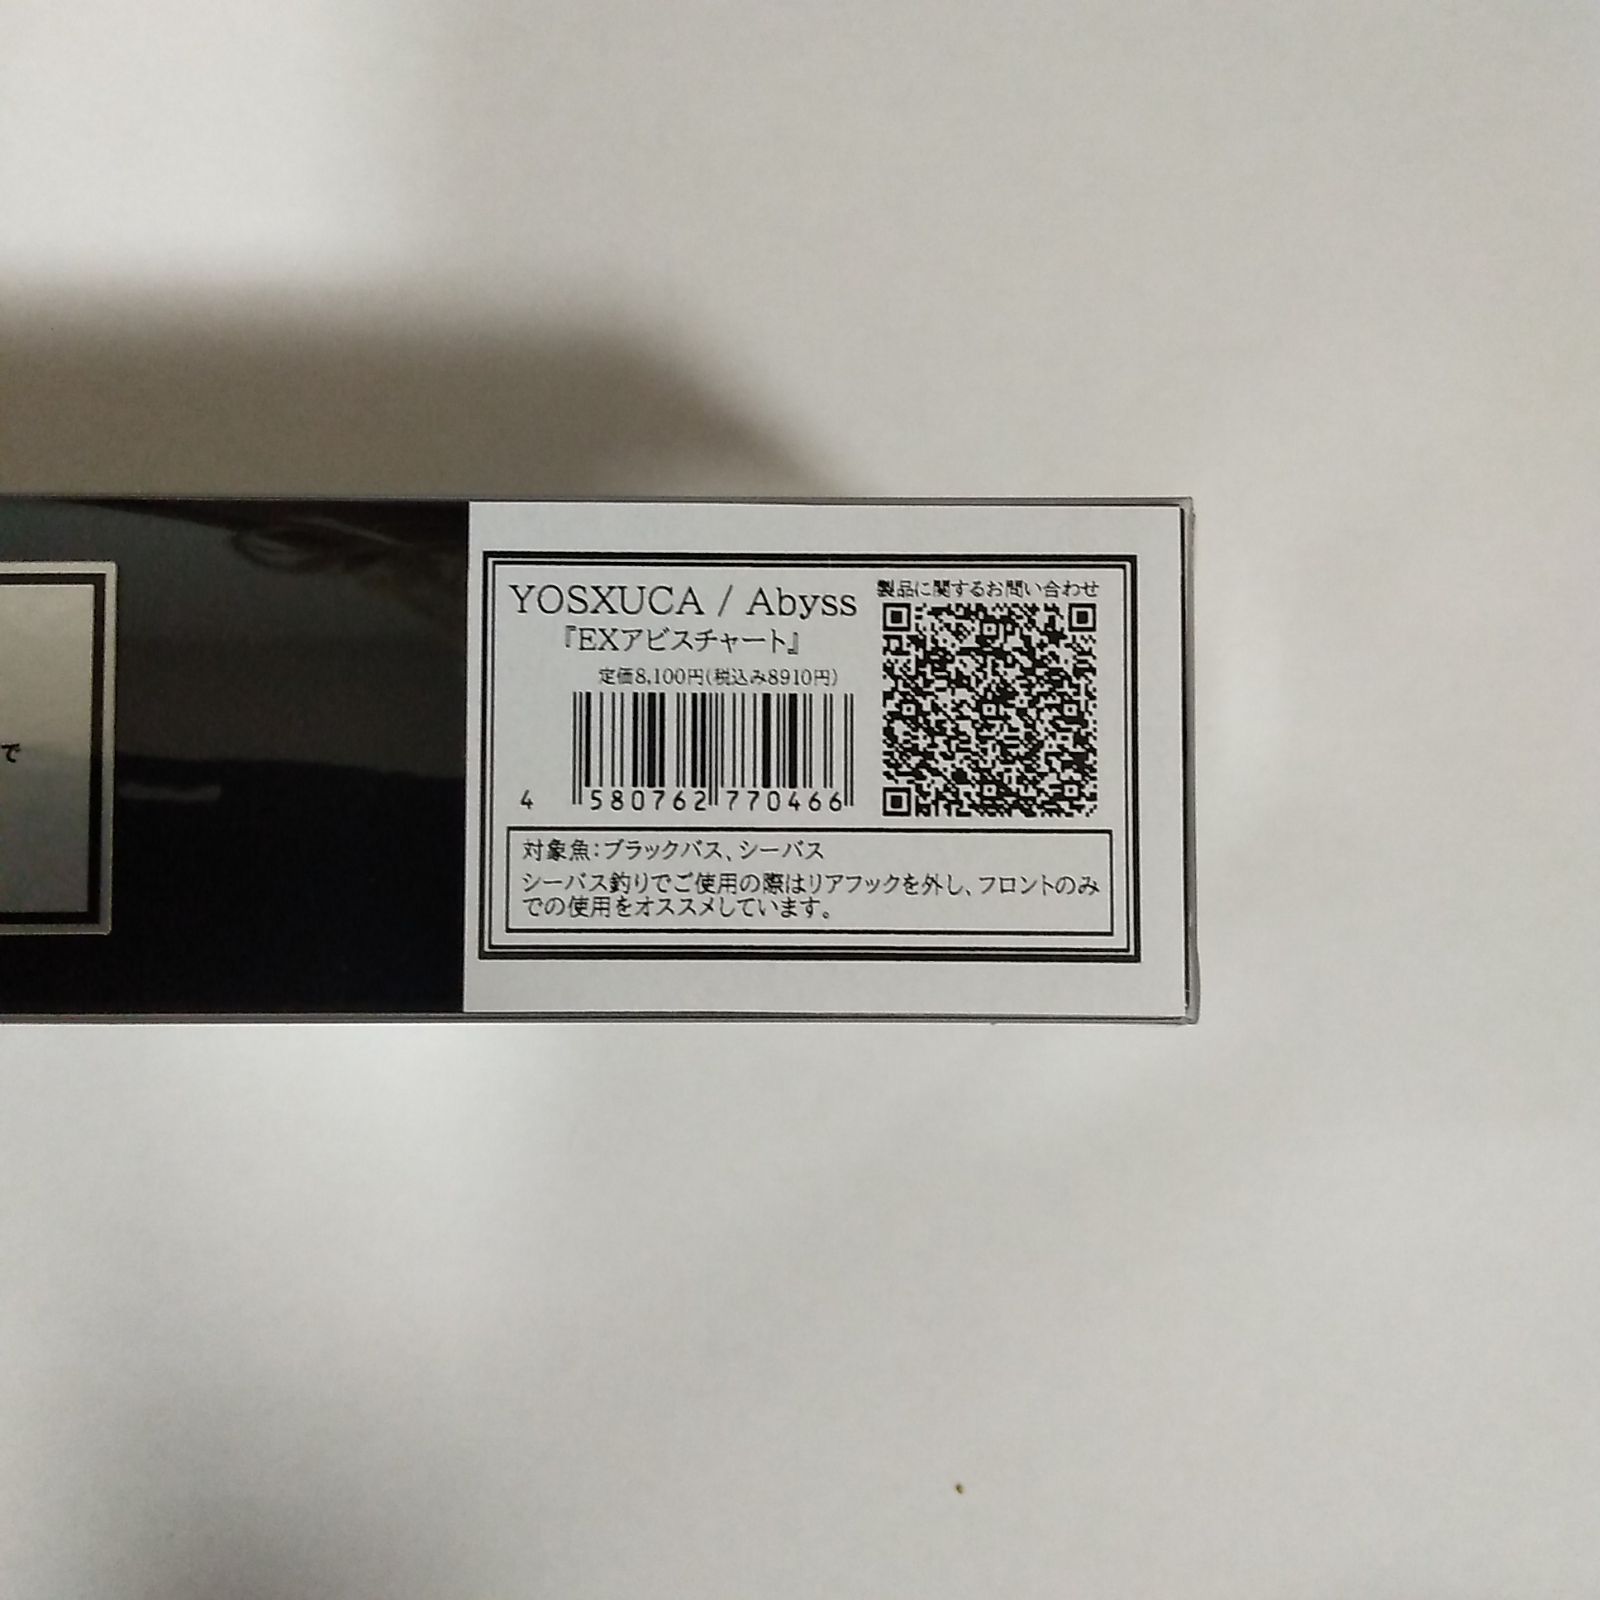 で
YOSXUCA / Abyss
『EXアビスチャート』
定価8,100円(税込み8910円)
4 580762 770466
製品に関するお問い合わせ
対象魚：ブラックバス、シーバス
シーバス釣りでご使用の際はリアフックを外し、フロントのみ
での使用をオススメしています。